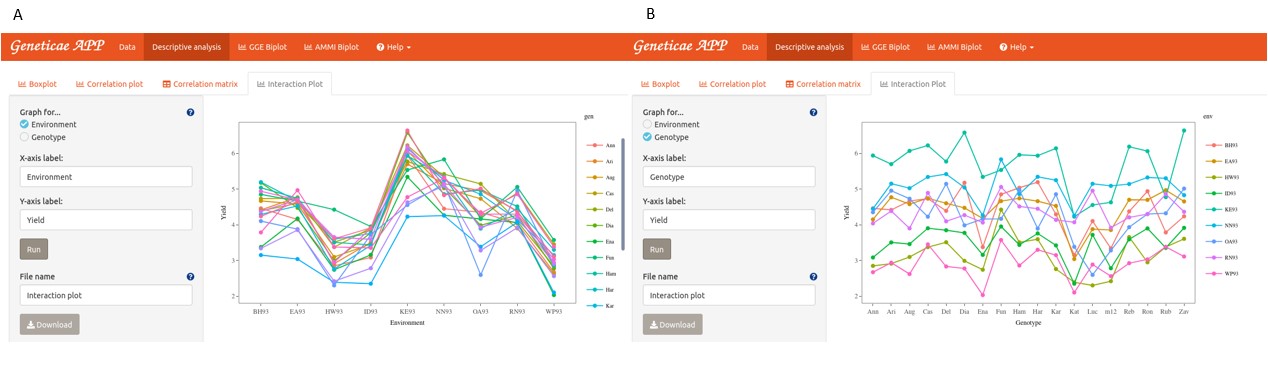 A
Geneticae APP Data Descriptive analysis GGE Biplot AMMI Biplot Help
Boxplot Correlation plot Correlation matrix Interaction Plot
Graph for...
Environment
Genotype
X-axis label:
Environment
Y-axis label:
Yield
Run
File name
Interaction plot
Download
Yield
6
5
4
3
2
BH93 EA93 HW93 ID93 KE93 NN93 OA93 RN93 WP93
Environment
gen
Ann
Ari
Aug
Cas
Del
Dia
Ena
Fun
Ham
Har
Kar
B
Geneticae APP Data Descriptive analysis GGE Biplot AMMI Biplot Help
Boxplot Correlation plot Correlation matrix Interaction Plot
Graph for...
Environment
Genotype
X-axis label:
Genotype
Y-axis label:
Yield
Run
File name
Interaction plot
Download
Yield
6
5
4
3
2
Ann Ari Aug Cas Del Dia Ena Fun Ham Har Kar Kat Luc m12 Reb Ron Rub Zav
Genotype
env
BH93
EA93
HW93
ID93
KE93
NN93
OA93
RN93
WP93